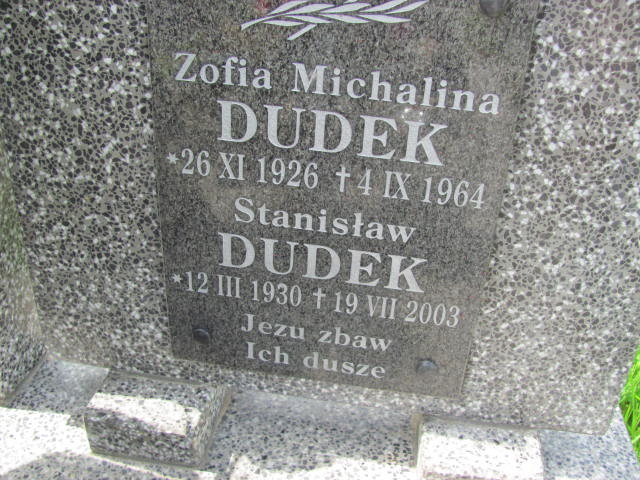 Zofia Michalina
DUDEK
*26 XI 1926 †4 IX 1964
Stanisław
DUDEK
*12 III 1930 † 19 VII 2003
Jezu zbaw
Ich dusze